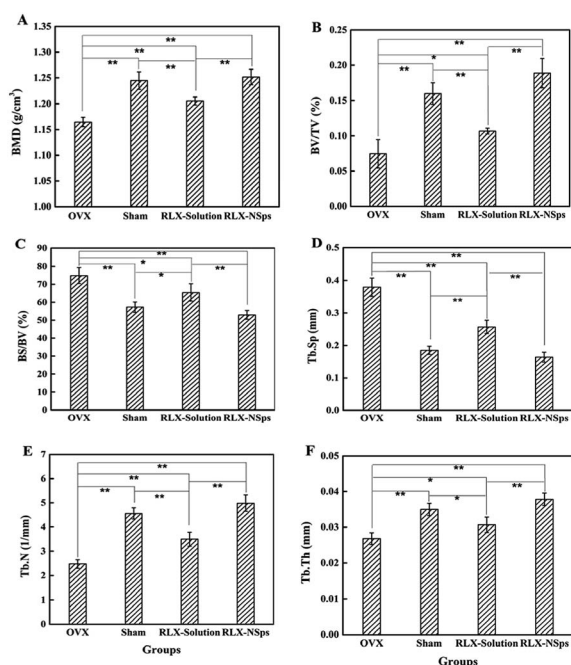 A
BMD (g/cm³)
1.35
1.30
1.25
1.20
1.15
1.10
1.05
1.00
**
**
** ** **
OVX Sham RLX-Solution RLX-NSps
B
BV/TV (%)
0.25
0.20
0.15
0.10
0.05
0.00
**
* **
** **
OVX Sham RLX-Solution RLX-NSps
C
BS/BV (%)
90
80
70
60
50
40
30
20
10
0
**
** * **
*
OVX Sham RLX-Solution RLX-NSps
D
Tb.Sp (mm)
0.4
0.3
0.2
0.1
0.0
**
**
** **
**
OVX Sham RLX-Solution RLX-NSps
E
Tb.N (1/mm)
7
6
5
4
3
2
1
0
**
**
** ** **
OVX Sham RLX-Solution RLX-NSps
Groups
F
Tb.Th (mm)
0.05
0.04
0.03
0.02
0.01
0.00
**
*
** * **
OVX Sham RLX-Solution RLX-NSps
Groups